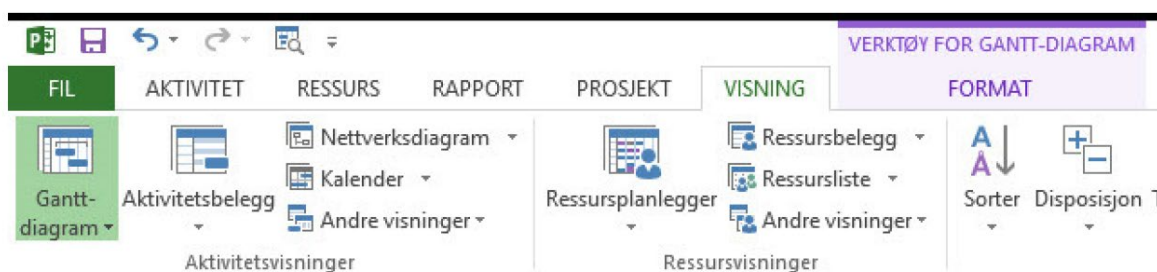 VERKTØY FOR GANTT-DIAGRAM
FIL AKTIVITET RESSURS RAPPORT PROSJEKT VISNING FORMAT
Gantt-
diagram
Aktivitetsbelegg
Nettverksdiagram
Kalender
Andre visninger
Aktivitetsvisninger
Ressursplanlegger
Ressursbelegg
Ressursliste
Andre visninger
Ressursvisninger
A
Å
Sorter
Disposisjon